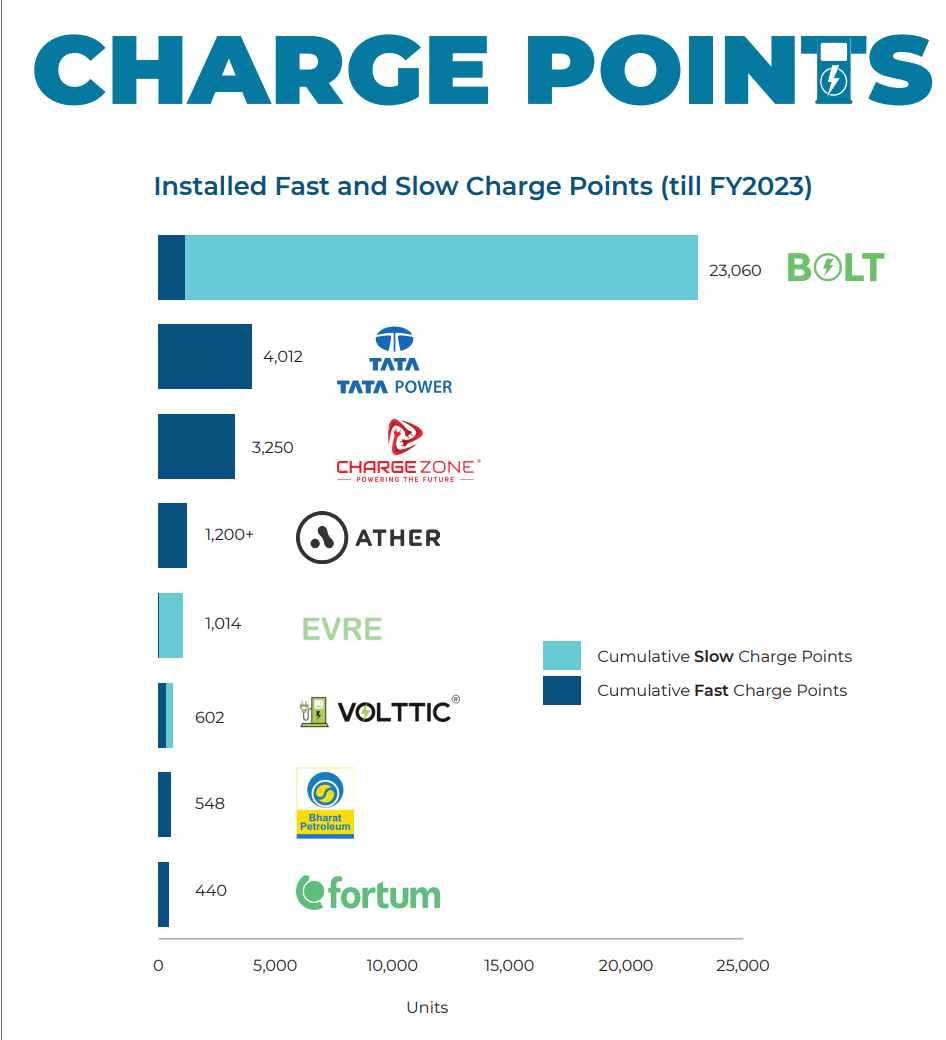 CHARGE POINTS
Installed Fast and Slow Charge Points (till FY2023)
23,060
BOLT
4,012
TATA
TATA POWER
3,250
CHARGEZONE®
POWERING THE FUTURE
1,200+
ATHER
1,014
EVRE
Cumulative Slow Charge Points
Cumulative Fast Charge Points
602
VOLTTIC®
548
Bharat
Petroleum
440
fortum
0 5,000 10,000 15,000 20,000 25,000
Units